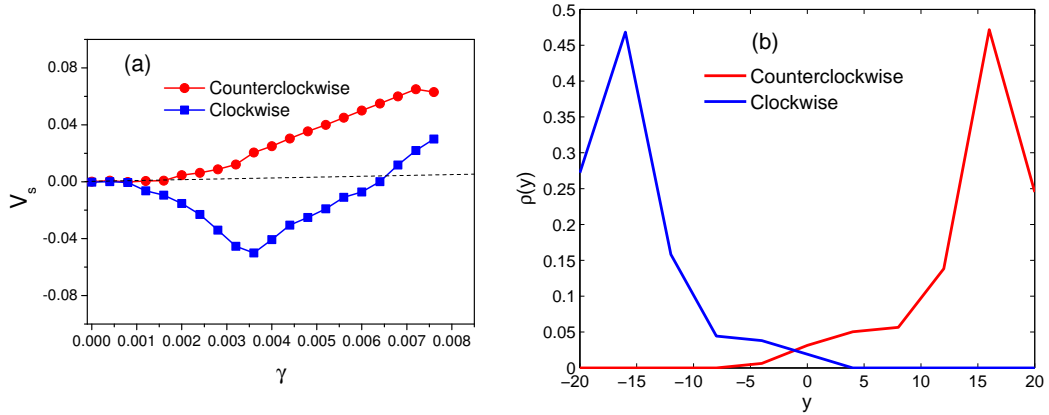 (a)
Counterclockwise
Clockwise
0.08
0.04
0.00
-0.04
-0.08
V_s
0.000 0.001 0.002 0.003 0.004 0.005 0.006 0.007 0.008
γ
(b)
Counterclockwise
Clockwise
0.5
0.45
0.4
0.35
0.3
0.25
0.2
0.15
0.1
0.05
0
ρ(y)
−20 −15 −10 −5 0 5 10 15 20
y